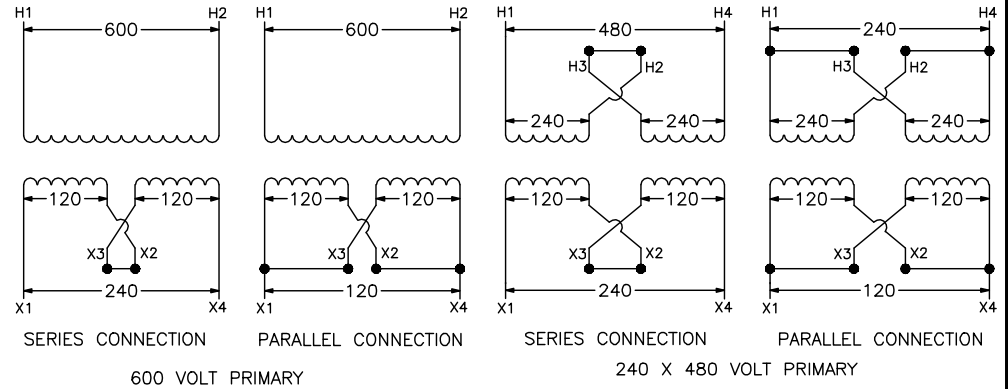 H1 H2 H1 H2 H1 H4 H1 H4
600 600 480 240
H3 H2 H3 H2
240 240 240 240
120 120 120 120 120 120 120 120
X3 X2 X3 X2 X3 X2 X3 X2
240 120 240 120
X1 X4 X1 X4 X1 X4 X1 X4
SERIES CONNECTION PARALLEL CONNECTION SERIES CONNECTION PARALLEL CONNECTION
600 VOLT PRIMARY 240 X 480 VOLT PRIMARY